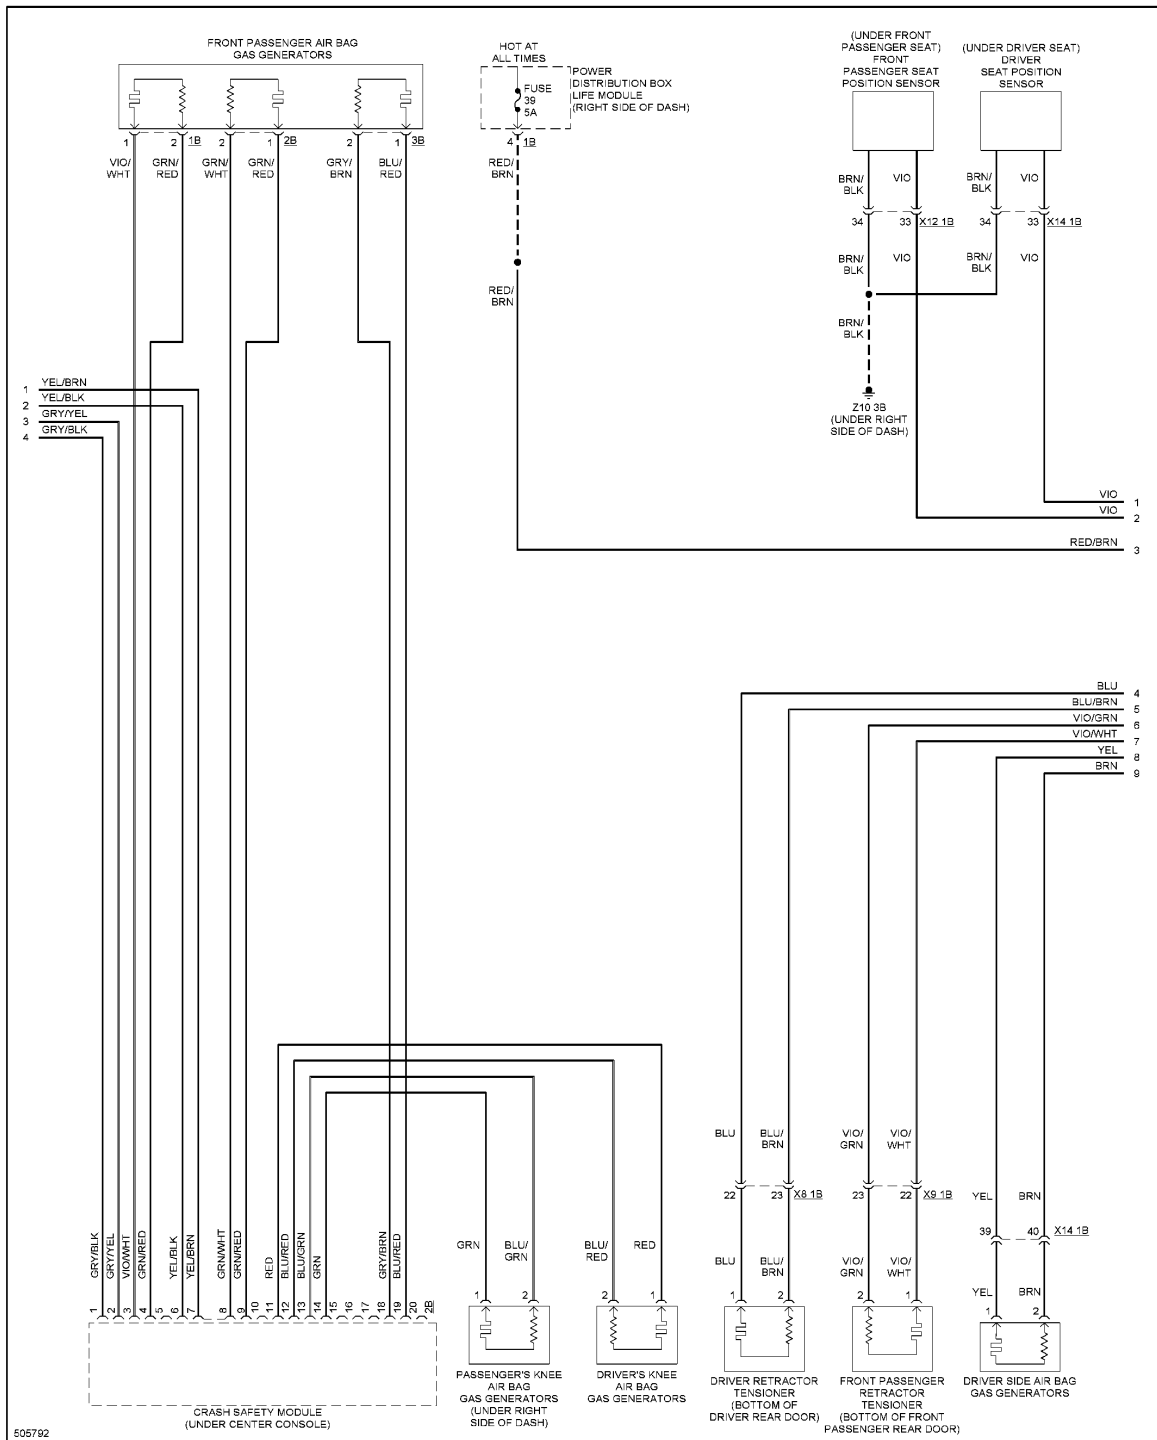 FRONT PASSENGER AIR BAG
GAS GENERATORS
HOT AT
ALL TIMES
FUSE
39
5A
POWER
DISTRIBUTION BOX
LIFE MODULE
(RIGHT SIDE OF DASH)
(UNDER FRONT
PASSENGER SEAT)
FRONT
PASSENGER SEAT
POSITION SENSOR
(UNDER DRIVER SEAT)
DRIVER
SEAT POSITION
SENSOR
1 2 1B 2 1 2B 2 1 3B
4 1B
VIO/
WHT
GRN/
RED
GRN/
WHT
GRN/
RED
GRY/
BRN
BLU/
RED
RED/
BRN
BRN/
BLK
VIO
BRN/
BLK
VIO
34 33 X12 1B 34 33 X14 1B
BRN/
BLK
VIO
BRN/
BLK
VIO
RED/
BRN
BRN/
BLK
Z10 3B
(UNDER RIGHT
SIDE OF DASH)
1 YEL/BRN
2 YEL/BLK
3 GRY/YEL
4 GRY/BLK
VIO 1
VIO 2
RED/BRN 3
BLU 4
BLU/BRN 5
VIO/GRN 6
VIO/WHT 7
YEL 8
BRN 9
BLU
BLU/
BRN
VIO/
GRN
VIO/
WHT
22 23 X8 1B 23 22 X9 1B
YEL BRN
39 40 X14 1B
GRY/BLK
GRY/YEL
VIO/WHT
GRN/RED
YEL/BLK
YEL/BRN
GRN/WHT
GRN/RED
RED
BLU/RED
BLU/GRN
GRN
GRY/BRN
BLU/RED
GRN
BLU/
GRN
BLU/
RED
RED
BLU
BLU/
BRN
VIO/
GRN
VIO/
WHT
YEL BRN
1 2 3 4 5 6 7 8 9 10 11 12 13 14 15 16 17 18 19 20 2B
1 2
2 1
1 2
2 1
1 2
CRASH SAFETY MODULE
(UNDER CENTER CONSOLE)
PASSENGER'S KNEE
AIR BAG
GAS GENERATORS
(UNDER RIGHT
SIDE OF DASH)
DRIVER'S KNEE
AIR BAG
GAS GENERATORS
DRIVER RETRACTOR
TENSIONER
(BOTTOM OF
DRIVER REAR DOOR)
FRONT PASSENGER
RETRACTOR
TENSIONER
(BOTTOM OF FRONT
PASSENGER REAR DOOR)
DRIVER SIDE AIR BAG
GAS GENERATORS
505792